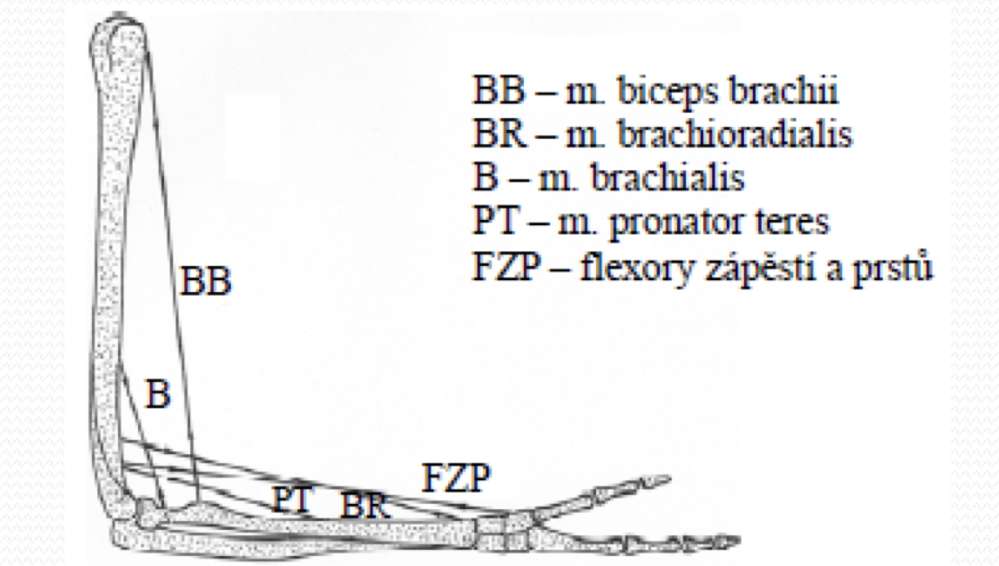 BB – m. biceps brachii
BR – m. brachioradialis
B – m. brachialis
PT – m. pronator teres
FZP – flexory zápěstí a prstů
BB
B
FZP
PT
BR